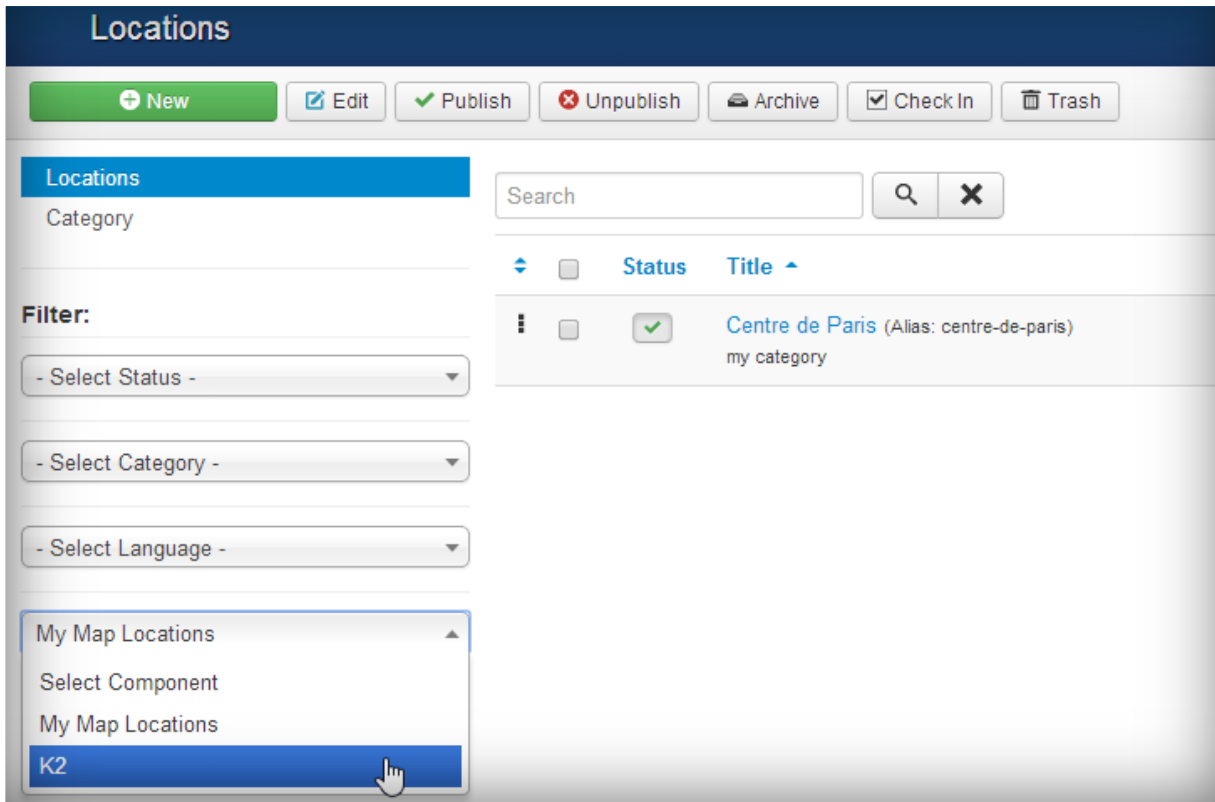 Locations
New Edit Publish Unpublish Archive Check In Trash
Locations
Category
Filter:
- Select Status -
- Select Category -
- Select Language -
My Map Locations
Select Component
My Map Locations
K2
Search
Status Title
Centre de Paris (Alias: centre-de-paris)
my category